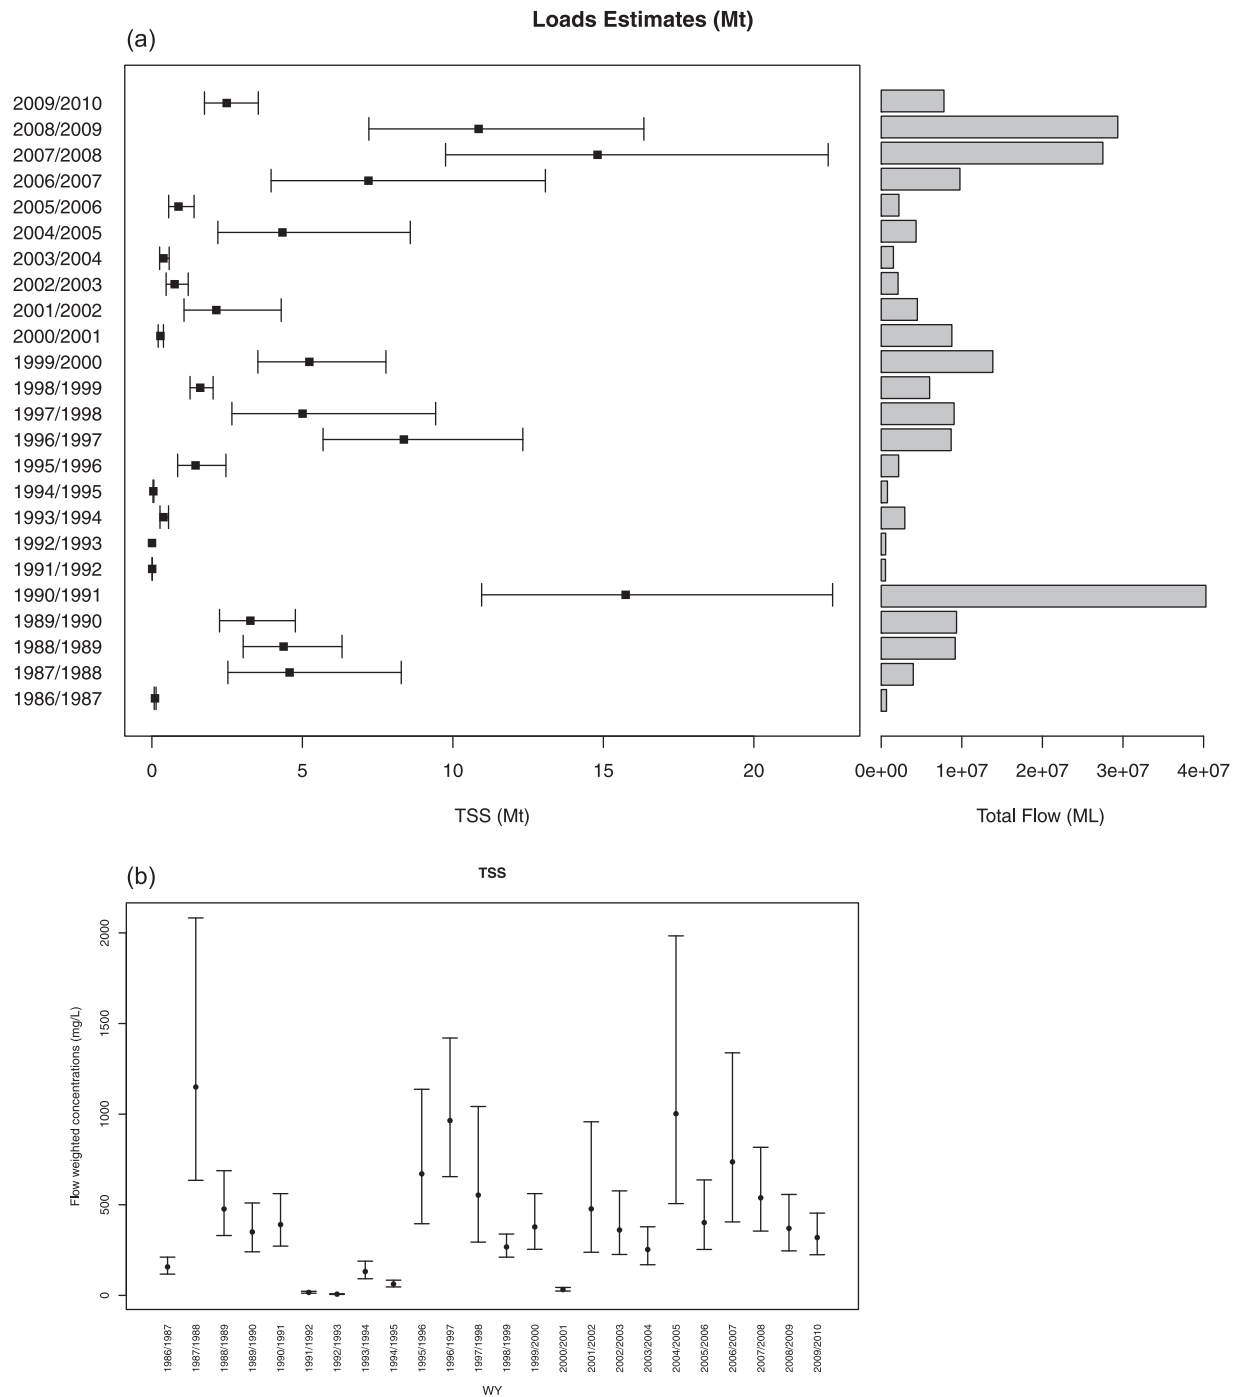 Loads Estimates (Mt)
(a)
2009/2010
2008/2009
2007/2008
2006/2007
2005/2006
2004/2005
2003/2004
2002/2003
2001/2002
2000/2001
1999/2000
1998/1999
1997/1998
1996/1997
1995/1996
1994/1995
1993/1994
1992/1993
1991/1992
1990/1991
1989/1990
1988/1989
1987/1988
1986/1987
0 5 10 15 20
TSS (Mt)
0e+00 1e+07 2e+07 3e+07 4e+07
Total Flow (ML)
(b)
TSS
Flow weighted concentrations (mg/L)
2000
1500
1000
500
0
1986/1987 1987/1988 1988/1989 1989/1990 1990/1991 1991/1992 1992/1993 1993/1994 1994/1995 1995/1996 1996/1997 1997/1998 1998/1999 1999/2000 2000/2001 2001/2002 2002/2003 2003/2004 2004/2005 2005/2006 2006/2007 2007/2008 2008/2009 2009/2010
WY